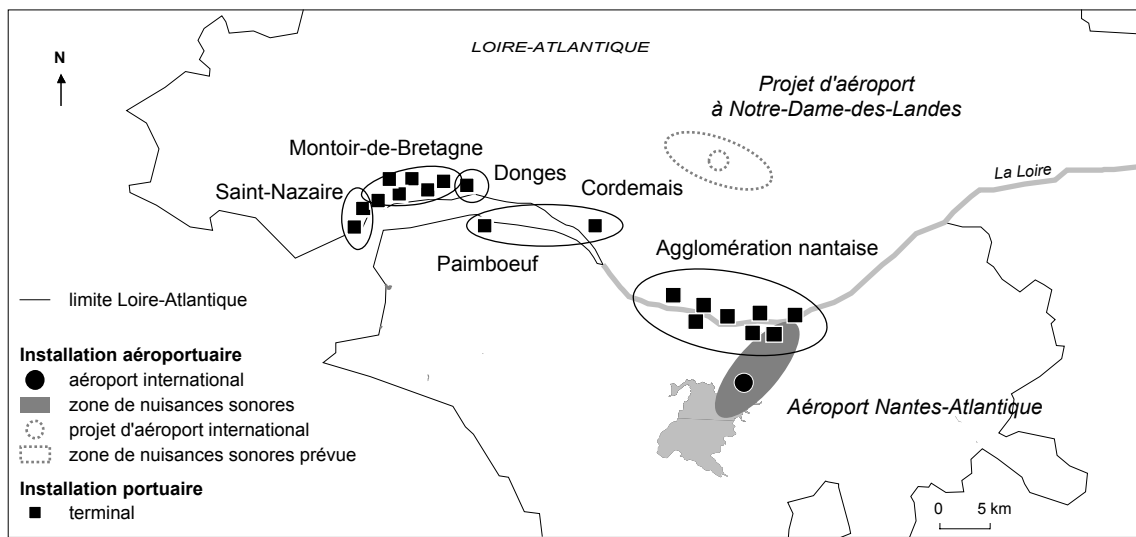 LOIRE-ATLANTIQUE
N
Projet d'aéroport
à Notre-Dame-des-Landes
Montoir-de-Bretagne
Donges
La Loire
Saint-Nazaire
Cordemais
Agglomération nantaise
Paimboeuf
limite Loire-Atlantique
Installation aéroportuaire
aéroport international
zone de nuisances sonores
projet d'aéroport international
zone de nuisances sonores prévue
Installation portuaire
terminal
Aéroport Nantes-Atlantique
0 5 km